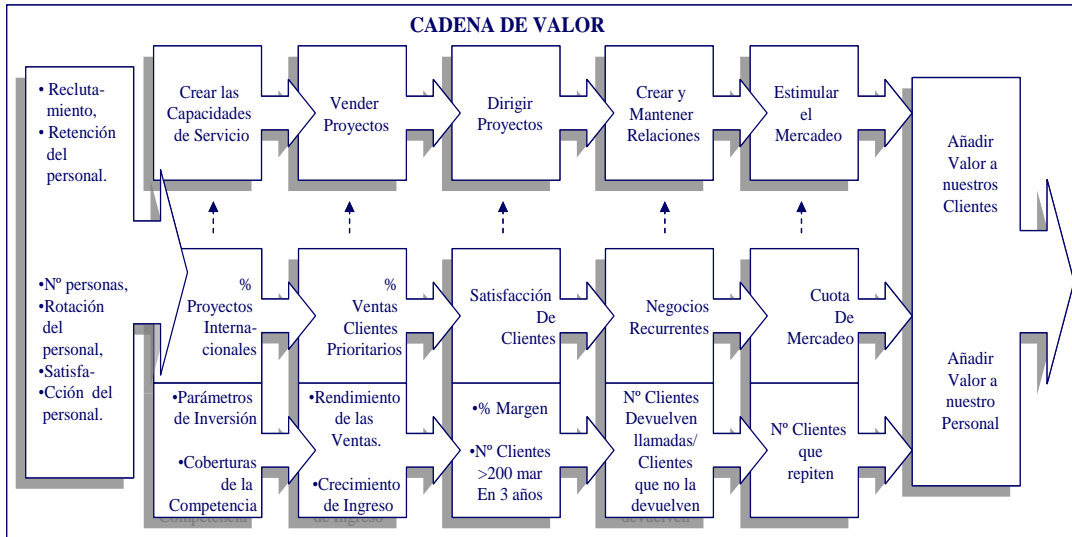 CADENA DE VALOR
• Recluta-
miento,
• Retención
del
personal.
•Nº personas,
•Rotación
del
personal,
•Satisfa-
•Cción del
personal.
Crear las
Capacidades
de Servicio
Vender
Proyectos
Dirigir
Proyectos
Crear y
Mantener
Relaciones
Estimular
el
Mercadeo
%
Proyectos
Interna-
cionales
%
Ventas
Clientes
Prioritarios
Satisfacción
De
Clientes
Negocios
Recurrentes
Cuota
De
Mercadeo
•Parámetros
de Inversión
•Coberturas
de la
Competencia
•Rendimiento
de las
Ventas.
•Crecimiento
de Ingreso
•% Margen
•Nº Clientes
>200 mar
En 3 años
Nº Clientes
Devuelven
llamadas/
Clientes
que no la
devuelven
Nº Clientes
que
repiten
Añadir
Valor a
nuestros
Clientes
Añadir
Valor a
nuestro
Personal